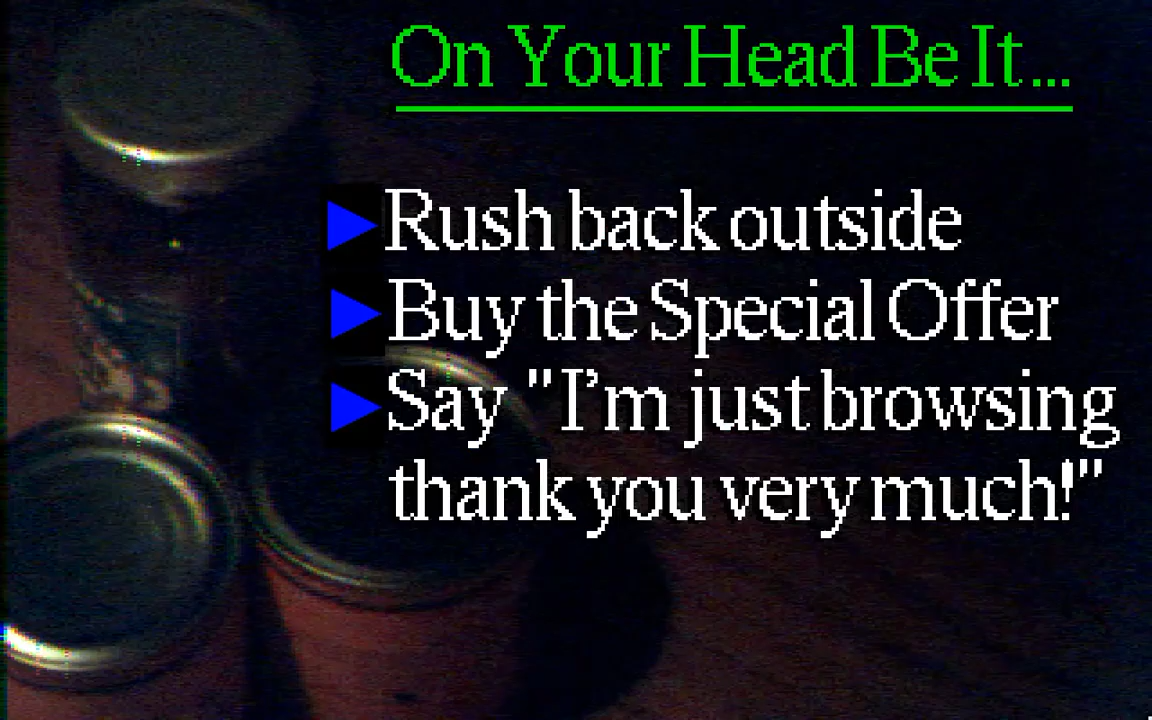 On Your Head Be It...
Rush back outside
Buy the Special Offer
Say "I’m just browsing
thank you very much!"